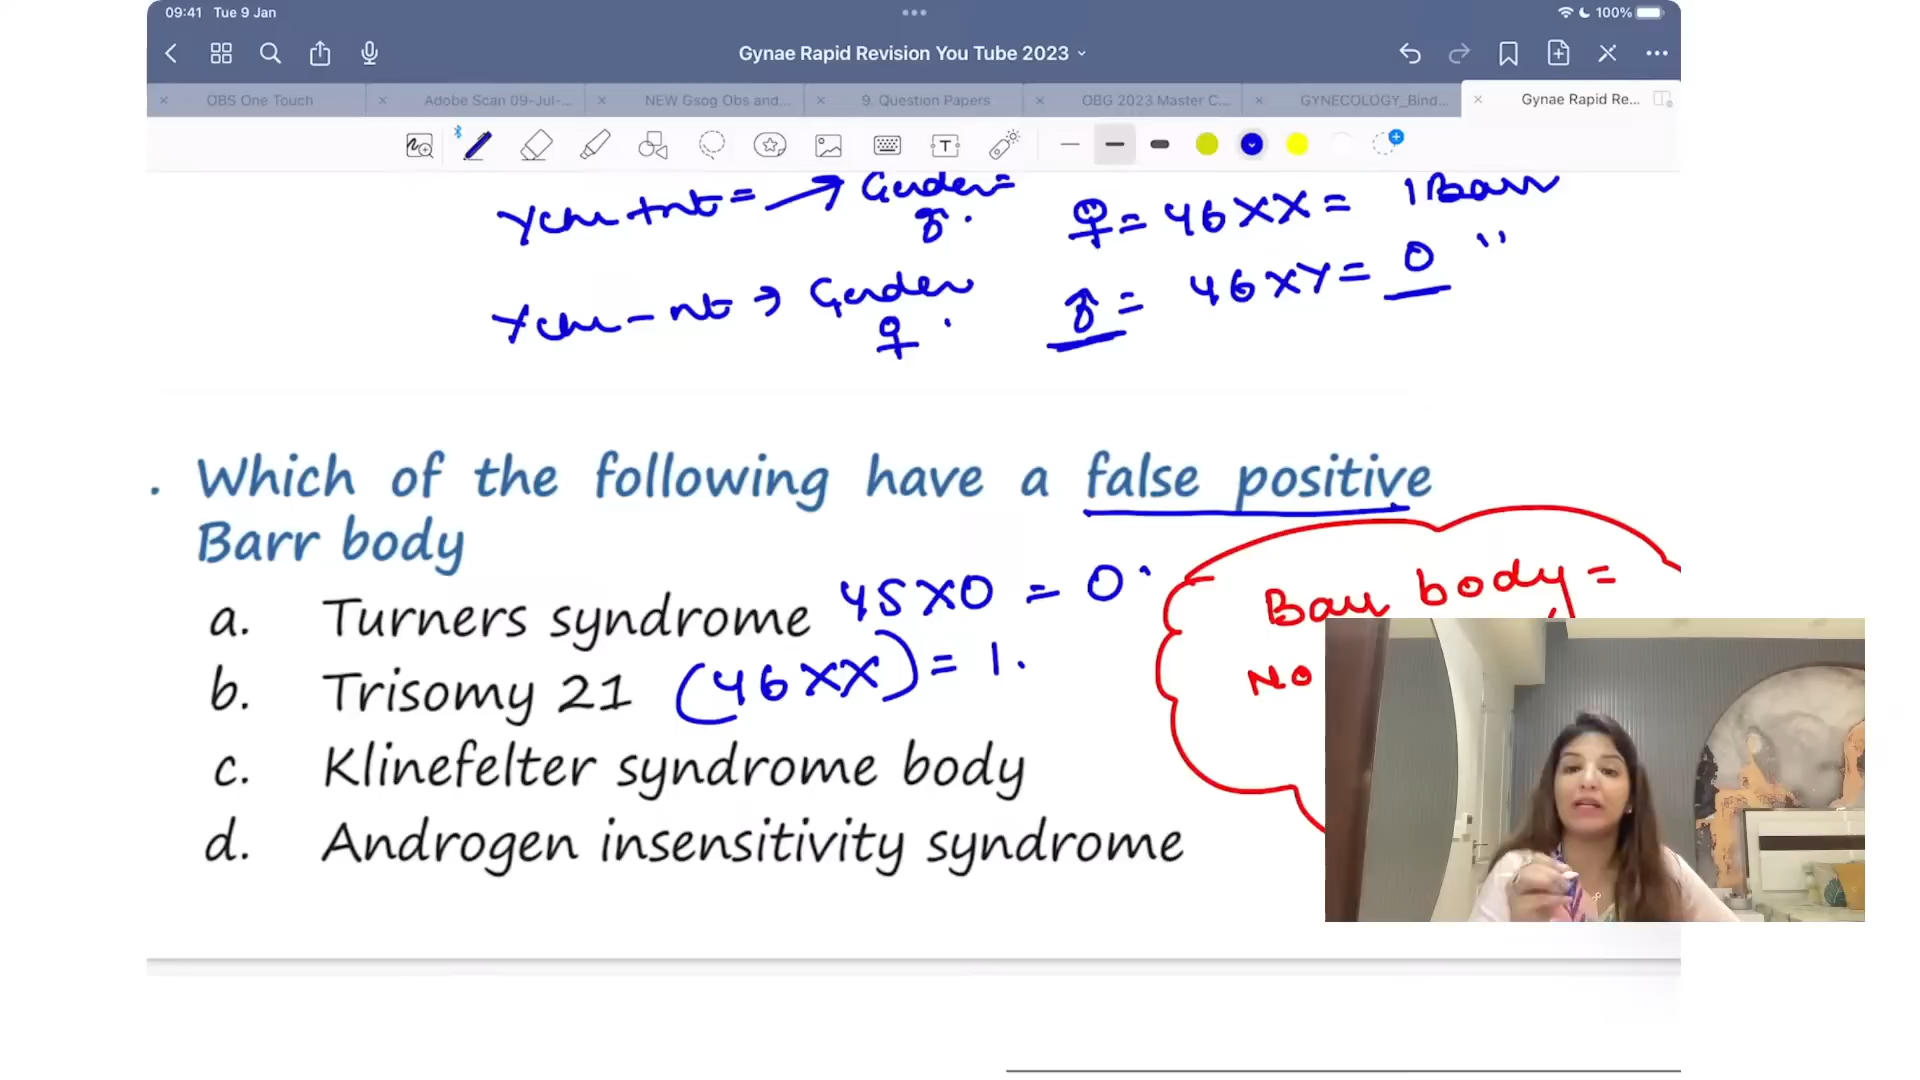 09:41 Tue 9 Jan
100%
Gynae Rapid Revision You Tube 2023
OBS One Touch
Adobe Scan 09-Jul-...
NEW Gsog Obs and...
9. Question Papers
OBG 2023 Master C...
GYNECOLOGY_Bind...
Gynae Rapid Re...
T
= → Gender=
♂.
♀ = 46XX = 1 Barr
♂ = 46XY = 0 "
→ Gender
♀.
. Which of the following have a false positive
Barr body
a. Turners syndrome 45XO = 0.
b. Trisomy 21 (46XX) = 1.
c. Klinefelter syndrome body
d. Androgen insensitivity syndrome
Barr body =
No